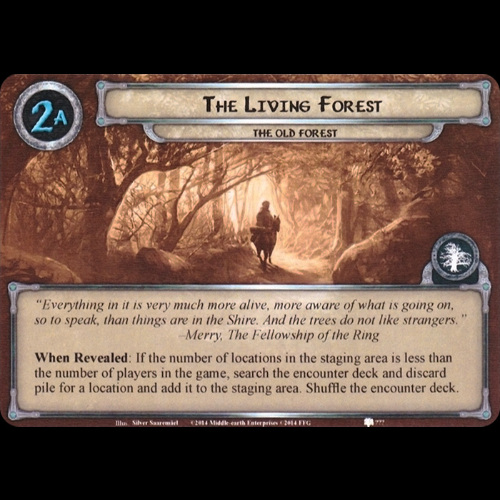 2A
THE LIVING FOREST
THE OLD FOREST
"Everything in it is very much more alive, more aware of what is going on,
so to speak, than things are in the Shire. And the trees do not like strangers."
–Merry, The Fellowship of the Ring
When Revealed: If the number of locations in the staging area is less than
the number of players in the game, search the encounter deck and discard
pile for a location and add it to the staging area. Shuffle the encounter deck.
Illus. Silver Saaremäel ©2014 Middle-earth Enterprises ©2014 FFG ???